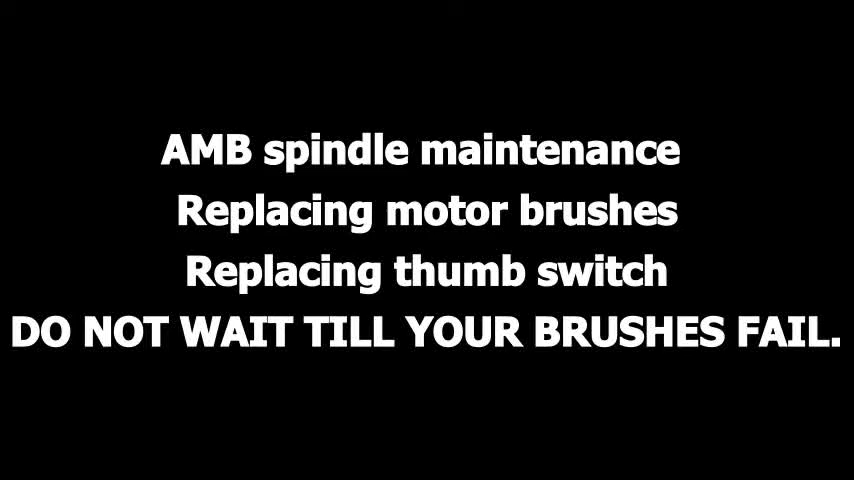 AMB spindle maintenance
Replacing motor brushes
Replacing thumb switch
DO NOT WAIT TILL YOUR BRUSHES FAIL.